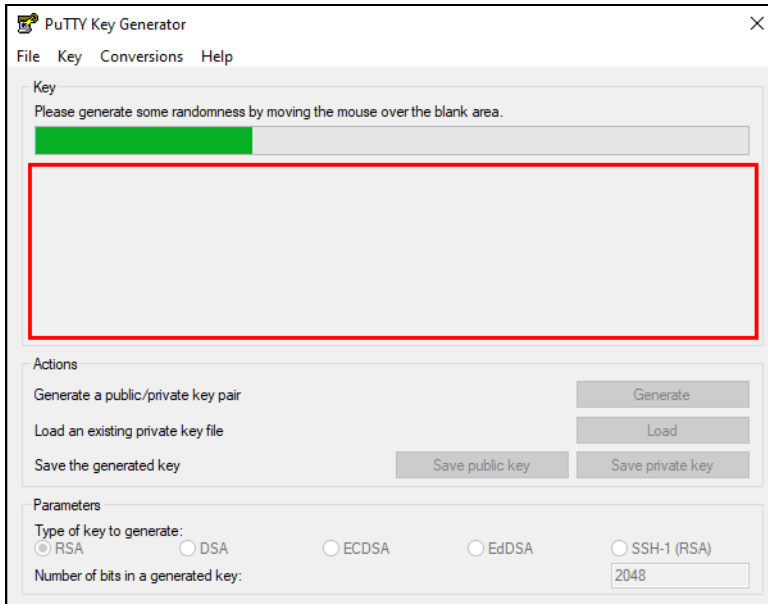 PuTTY Key Generator
File Key Conversions Help
Key
Please generate some randomness by moving the mouse over the blank area.
Actions
Generate a public/private key pair Generate
Load an existing private key file Load
Save the generated key Save public key Save private key
Parameters
Type of key to generate:
RSA DSA ECDSA EdDSA SSH-1 (RSA)
Number of bits in a generated key: 2048